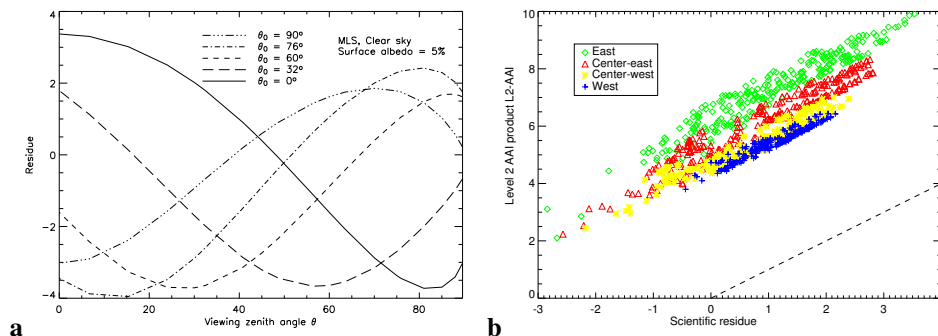 4
2
0
-2
-4
Residue
θ₀ = 90°
θ₀ = 76°
θ₀ = 60°
θ₀ = 32°
θ₀ = 0°
MLS, Clear sky
Surface albedo = 5%
0
20
40
60
80
Viewing zenith angle θ
a
10
8
6
4
2
0
Level 2 AAI product L2-AAI
East
Center-east
Center-west
West
-3
-2
-1
0
1
2
3
4
Scientific residue
b